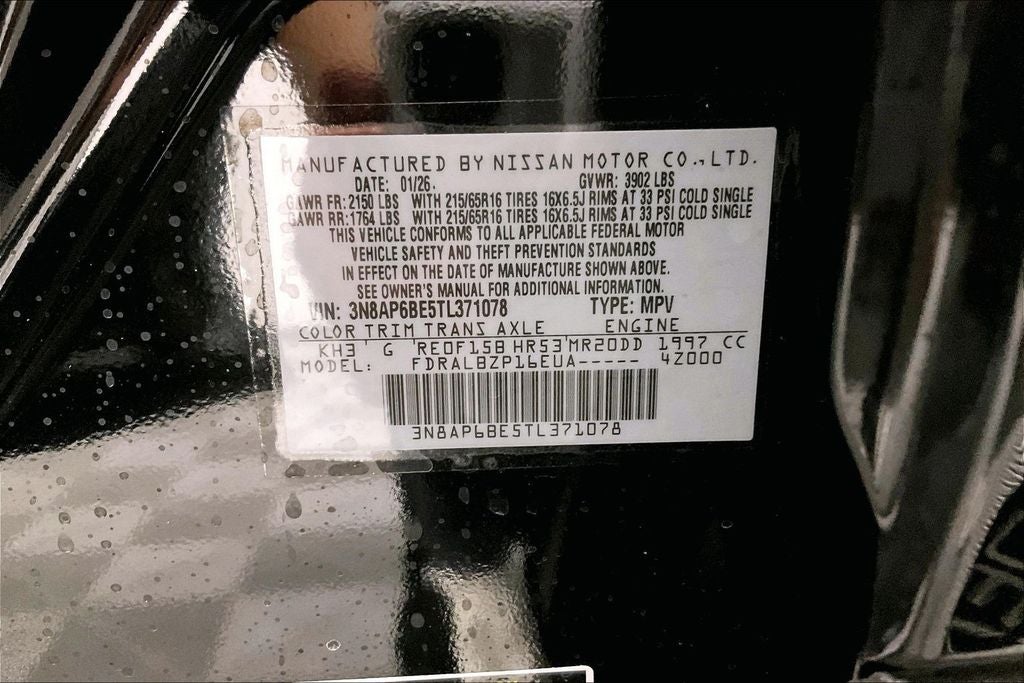 MANUFACTURED BY NISSAN MOTOR CO.,LTD.
DATE: 01/26. GVWR: 3902 LBS
GAWR FR: 2150 LBS WITH 215/65R16 TIRES 16X6.5J RIMS AT 33 PSI COLD SINGLE
GAWR RR: 1764 LBS WITH 215/65R16 TIRES 16X6.5J RIMS AT 33 PSI COLD SINGLE
THIS VEHICLE CONFORMS TO ALL APPLICABLE FEDERAL MOTOR
VEHICLE SAFETY AND THEFT PREVENTION STANDARDS
IN EFFECT ON THE DATE OF MANUFACTURE SHOWN ABOVE.
SEE OWNER'S MANUAL FOR ADDITIONAL INFORMATION.
VIN: 3N8AP6BE5TL371078 TYPE: MPV
COLOR TRIM TRANS AXLE ENGINE
KH3 G RE0F15B HR53 MR20DD 1997 CC
MODEL: FDRALBZP16EUA----- 4Z000
3N8AP6BE5TL371078